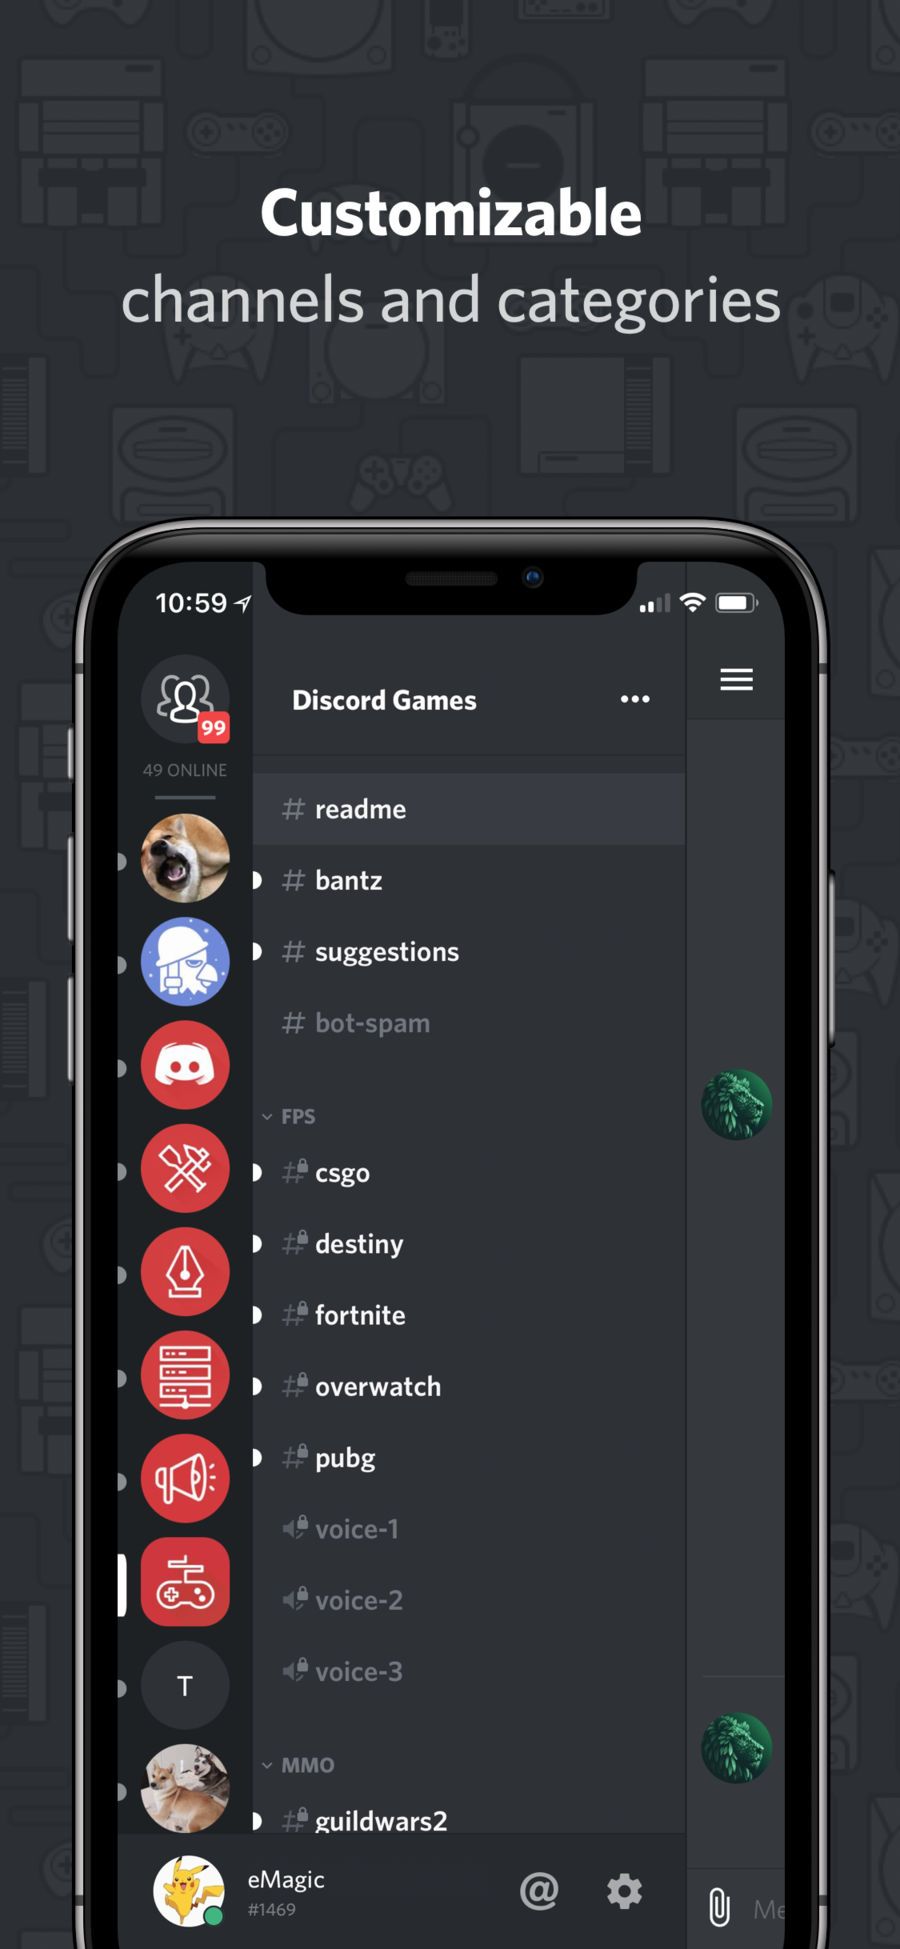 Customizable
channels and categories
10:59
99
49 ONLINE
Discord Games
# readme
# bantz
# suggestions
# bot-spam
FPS
# csgo
# destiny
# fortnite
# overwatch
# pubg
voice-1
voice-2
voice-3
T
MMO
# guildwars2
eMagic
#1469
@
Me